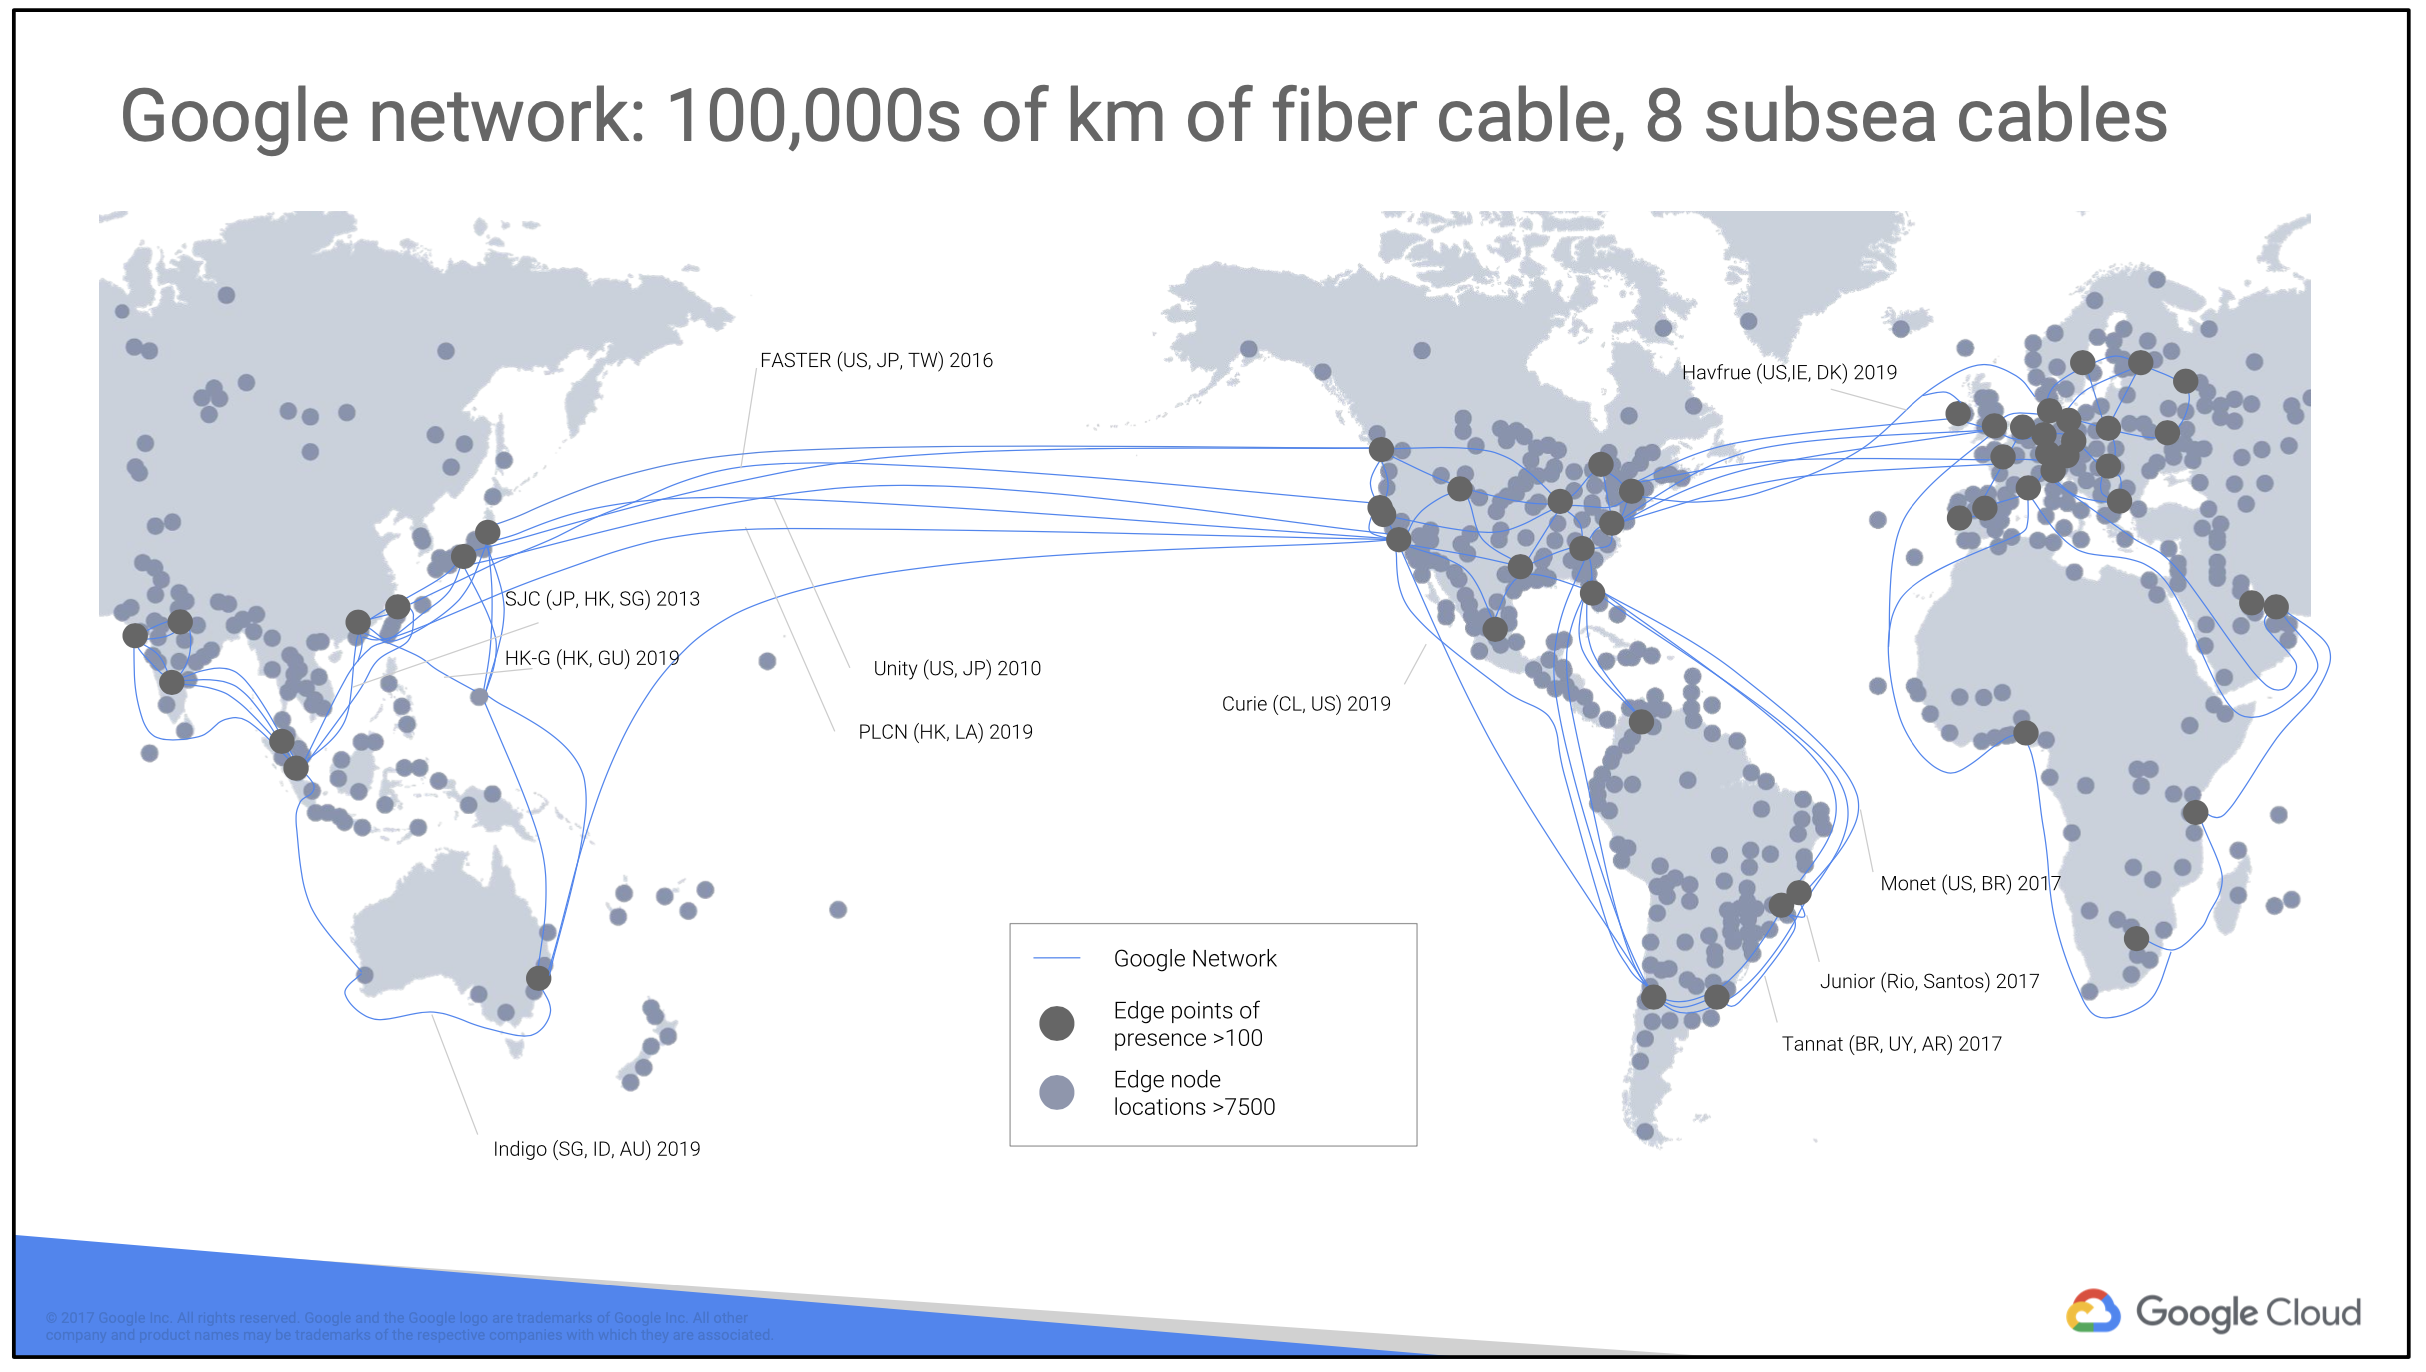 Google network: 100,000s of km of fiber cable, 8 subsea cables
FASTER (US, JP, TW) 2016
Havfrue (US,IE, DK) 2019
SJC (JP, HK, SG) 2013
HK-G (HK, GU) 2019
Unity (US, JP) 2010
Curie (CL, US) 2019
PLCN (HK, LA) 2019
Monet (US, BR) 2017
Google Network
Junior (Rio, Santos) 2017
Edge points of
presence >100
Tannat (BR, UY, AR) 2017
Edge node
locations >7500
Indigo (SG, ID, AU) 2019
© 2017 Google Inc. All rights reserved. Google and the Google logo are trademarks of Google Inc. All other
company and product names may be trademarks of the respective companies with which they are associated.
Google Cloud